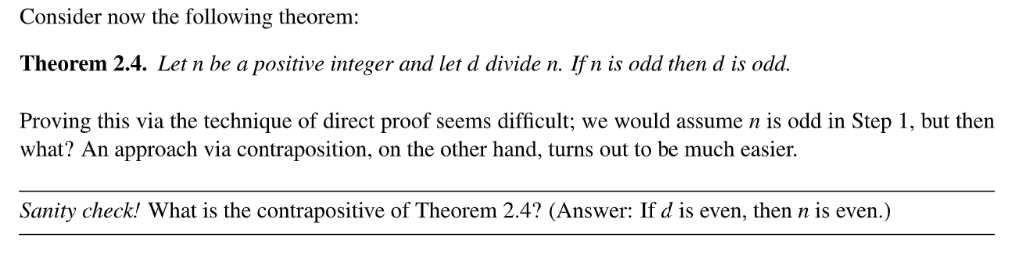 Consider now the following theorem:
Theorem 2.4. Let n be a positive integer and let d divide n. If n is odd then d is odd.
Proving this via the technique of direct proof seems difficult; we would assume n is odd in Step 1, but then
what? An approach via contraposition, on the other hand, turns out to be much easier.
Sanity check! What is the contrapositive of Theorem 2.4? (Answer: If d is even, then n is even.)